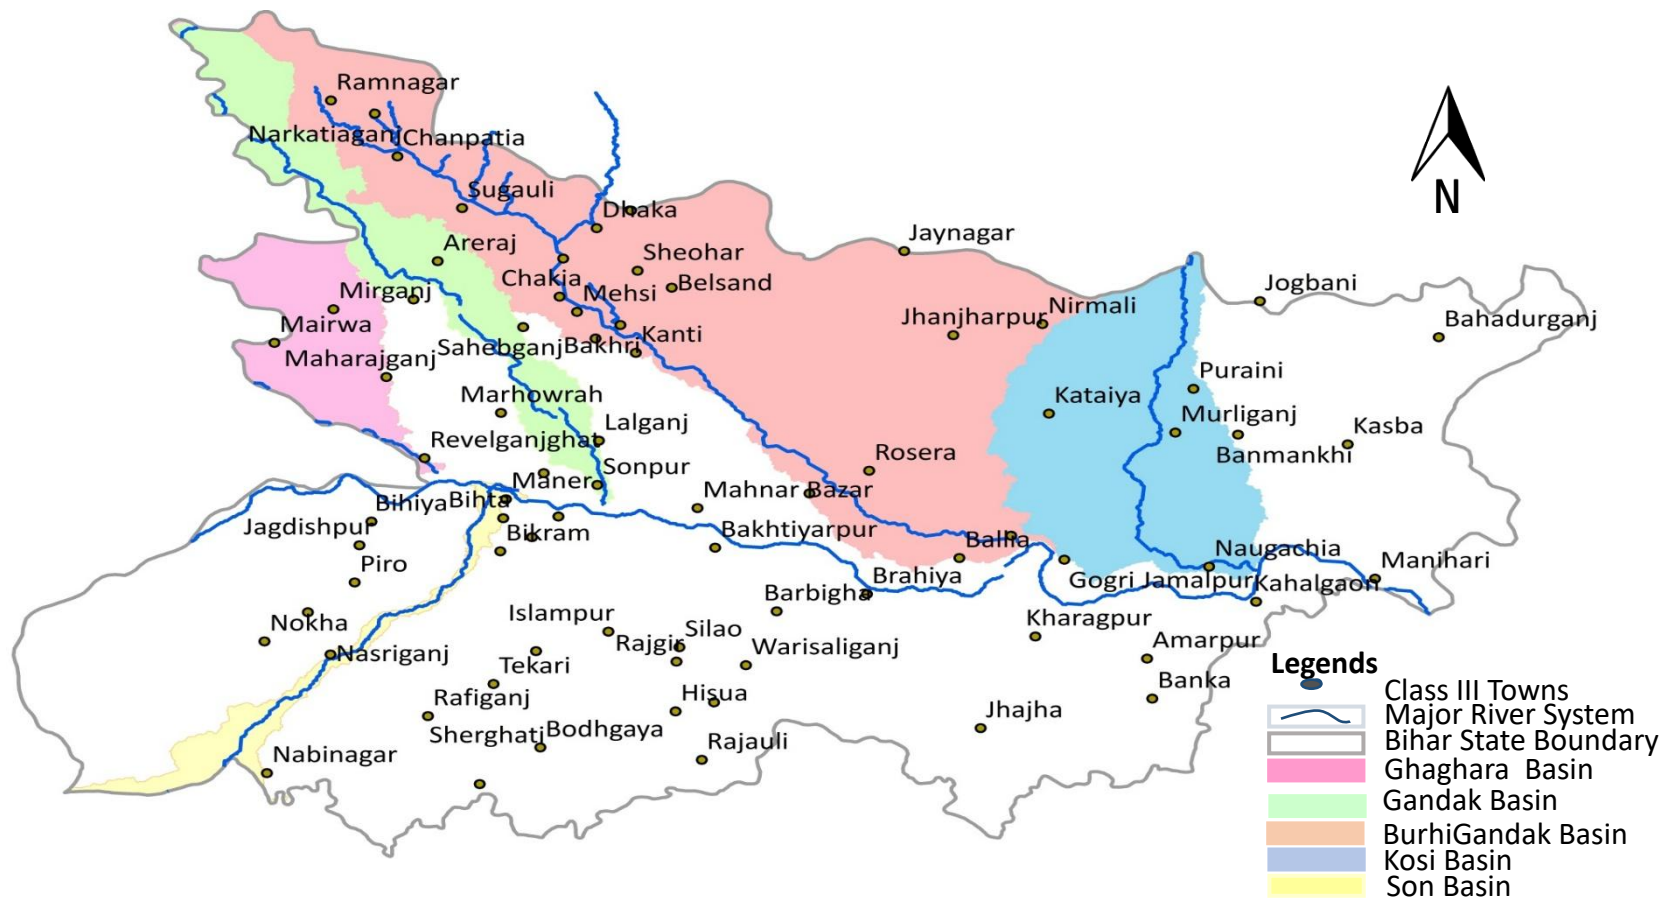 Ramnagar
Narkatiaganj
Chanpatia
Sugauli
Dhaka
Areraj
Sheohar
Jaynagar
Chakia
Mehsi
Belsand
Jogbani
Mirganj
Nirmali
Mairwa
Jhanjharpur
Bahadurganj
Maharajganj
Sahebganj
Bakhri
Kanti
Puraini
Marhowrah
Kataiya
Murliganj
Revelganjghat
Lalganj
Kasba
Rosera
Banmankhi
Sonpur
Maner
Mahnar Bazar
Bihiya
Bihta
Jagdishpur
Bikram
Bakhtiyarpur
Ballia
Naugachia
Manihari
Piro
Brahiya
Gogri Jamalpur
Kahalgaon
Barbigha
Nokha
Islampur
Kharagpur
Nasriganj
Rajgir
Silao
Warisaliganj
Amarpur
Tekari
Banka
Rafiganj
Hisua
Jhajha
Sherghati
Bodhgaya
Rajauli
Nabinagar
N
Legends
Class III Towns
Major River System
Bihar State Boundary
Ghaghara Basin
Gandak Basin
BurhiGandak Basin
Kosi Basin
Son Basin